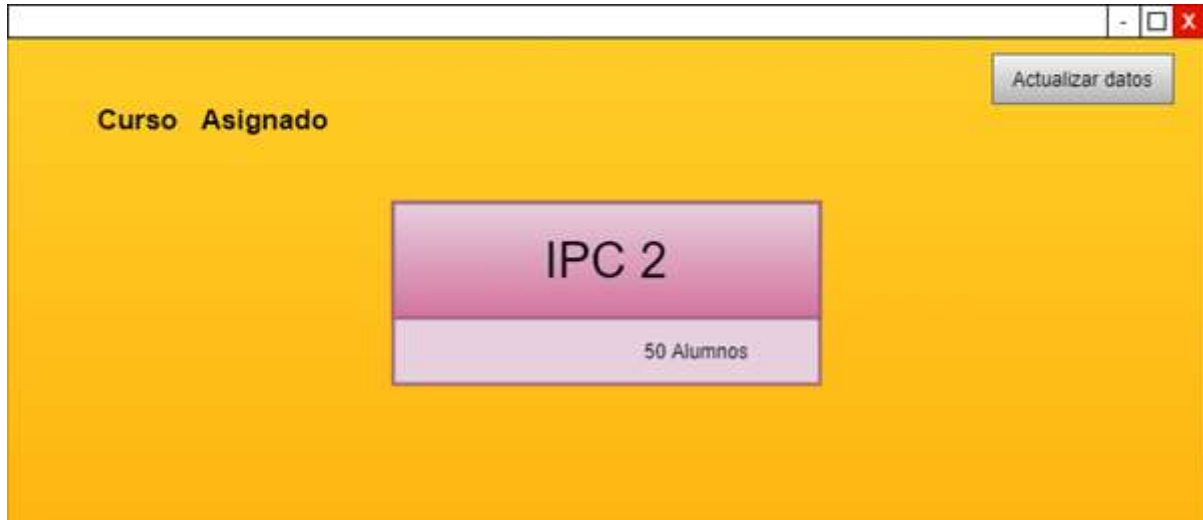 - □ X
Actualizar datos
Curso Asignado
IPC 2
50 Alumnos